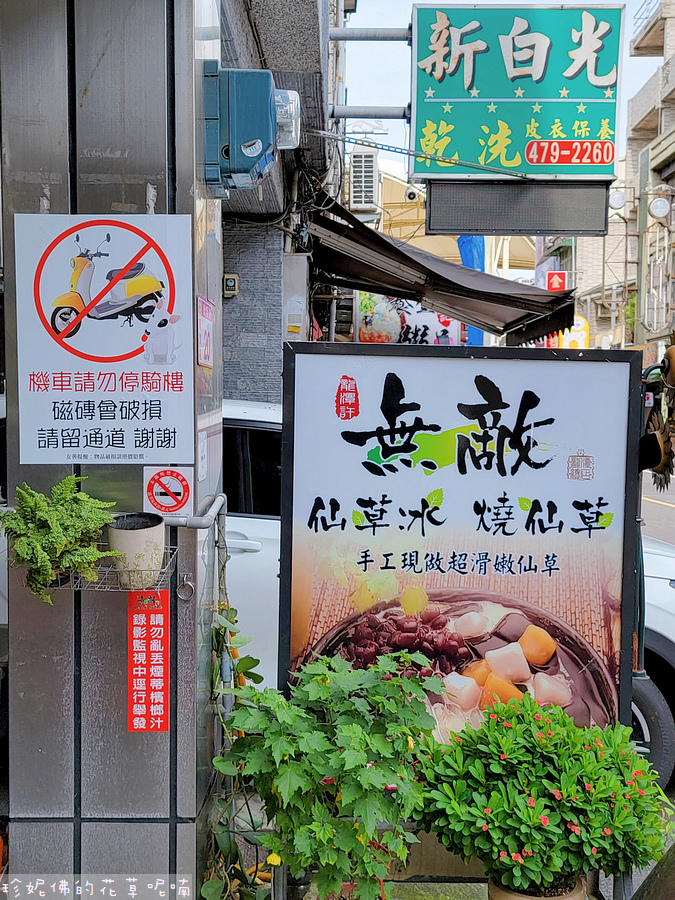 新白光
乾洗
皮衣保養
479-2260
機車請勿停騎樓
磁磚會破損
請留通道 謝謝
龍潭許
無敵
仙草冰 燒仙草
手工現做超滑嫩仙草
請勿亂丟煙蒂檳榔汁
錄影監視中逕行舉發
珍妮佛的花草呢喃